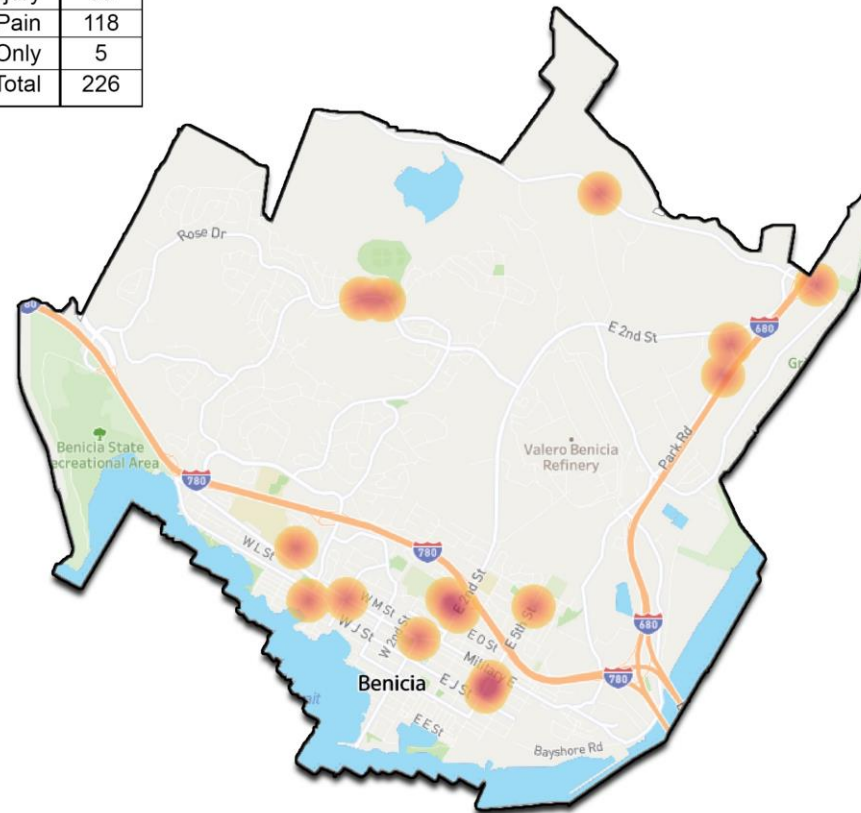 Pain 118
Only 5
Total 226
Rose Dr
E 2nd St
680
Benicia State
ecreational Area
Valero Benicia
Refinery
Park Rd
780
W L St
780
E 2nd St
W M St
W J St
W 2nd St
E O St
E 5th St
Military E
680
780
Benicia
E J St
E E St
Bayshore Rd